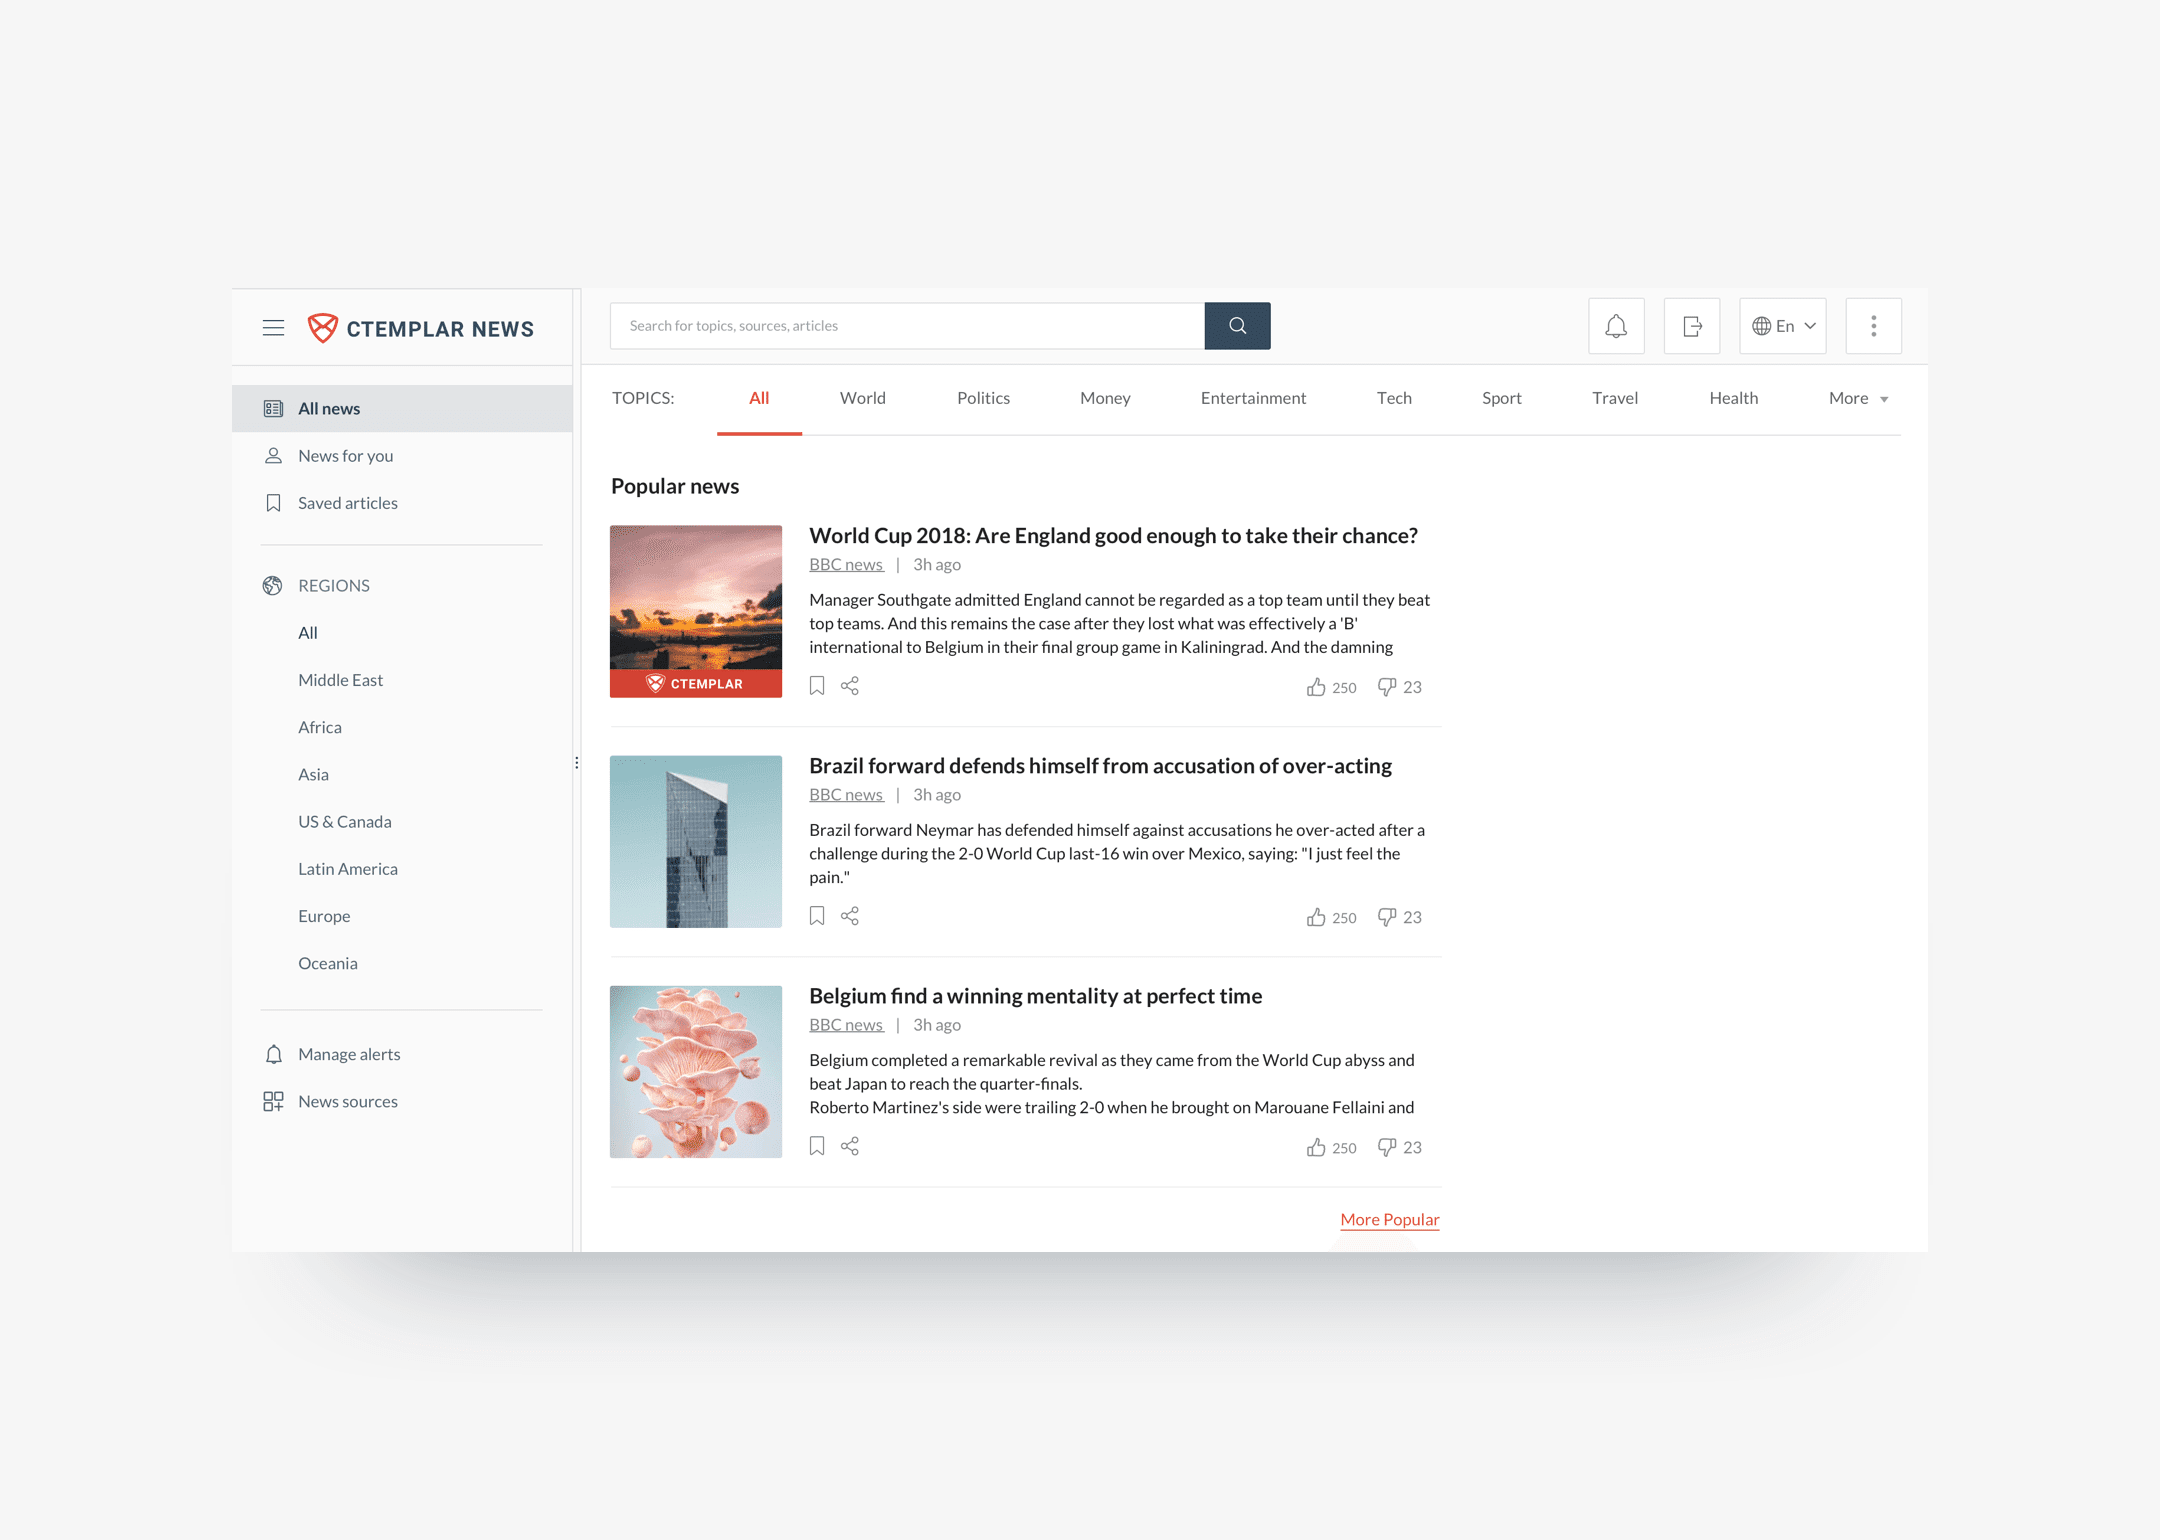 CTEMPLAR NEWS
Search for topics, sources, articles
En
All news
News for you
Saved articles
REGIONS
All
Middle East
Africa
Asia
US & Canada
Latin America
Europe
Oceania
Manage alerts
News sources
TOPICS: All World Politics Money Entertainment Tech Sport Travel Health More
Popular news
World Cup 2018: Are England good enough to take their chance?
BBC news | 3h ago
Manager Southgate admitted England cannot be regarded as a top team until they beat
top teams. And this remains the case after they lost what was effectively a 'B'
international to Belgium in their final group game in Kaliningrad. And the damning
CTEMPLAR
250 23
Brazil forward defends himself from accusation of over-acting
BBC news | 3h ago
Brazil forward Neymar has defended himself against accusations he over-acted after a
challenge during the 2-0 World Cup last-16 win over Mexico, saying: "I just feel the
pain."
250 23
Belgium find a winning mentality at perfect time
BBC news | 3h ago
Belgium completed a remarkable revival as they came from the World Cup abyss and
beat Japan to reach the quarter-finals.
Roberto Martinez's side were trailing 2-0 when he brought on Marouane Fellaini and
250 23
More Popular